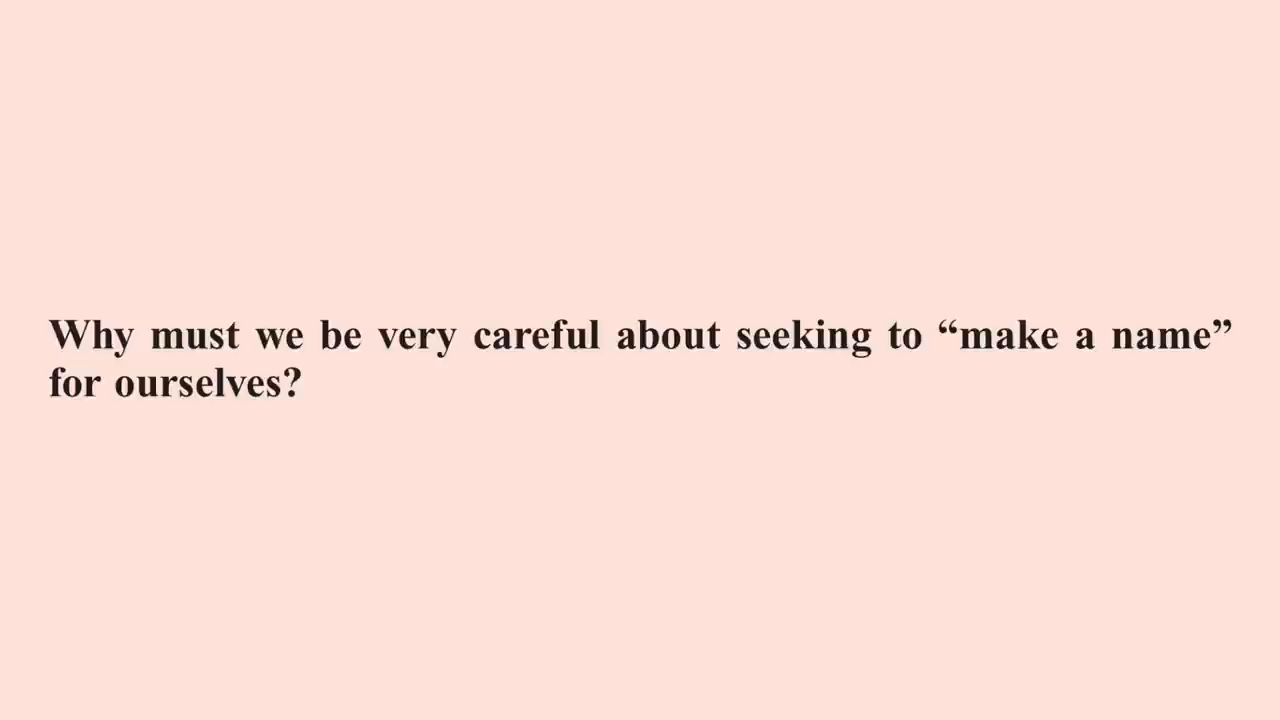 Why must we be very careful about seeking to “make a name”
for ourselves?